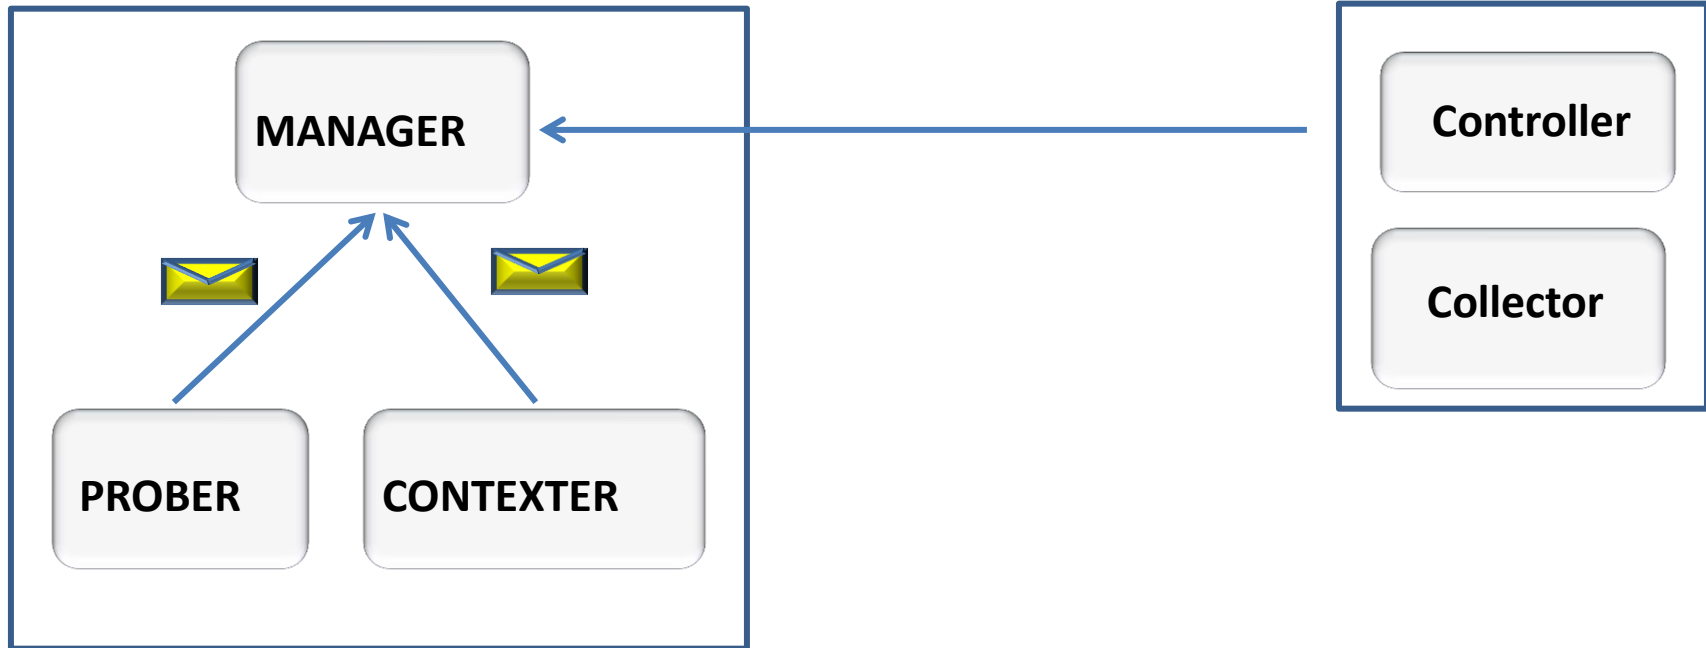 MANAGER
Controller
Collector
PROBER
CONTEXTER